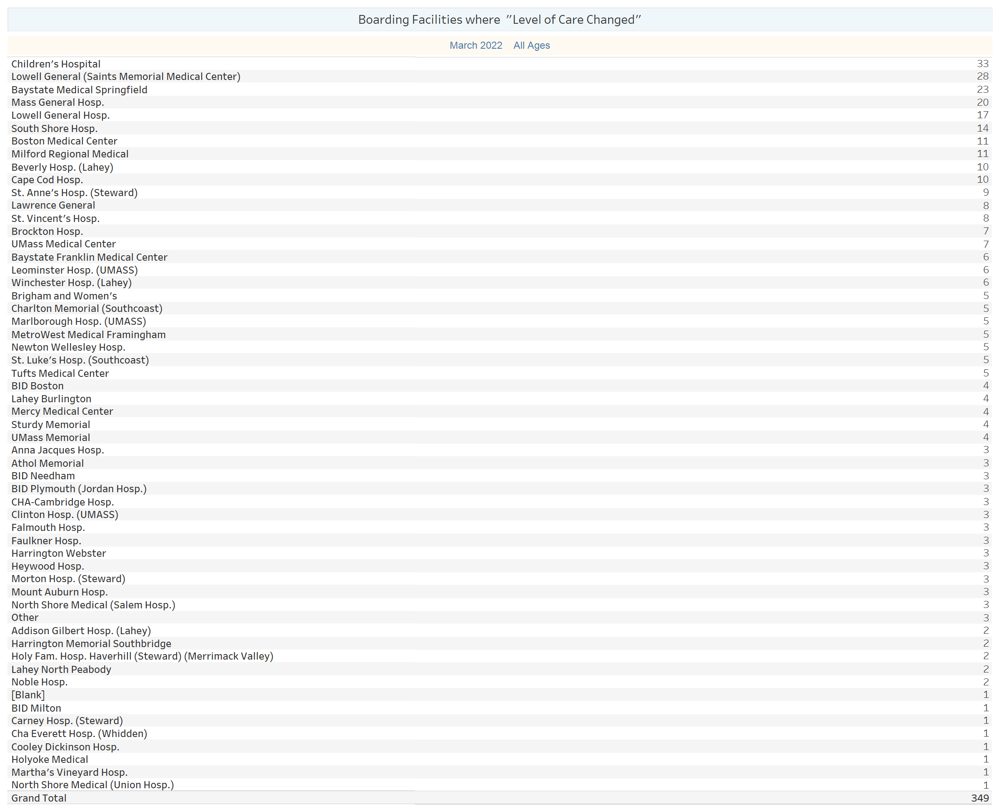 Boarding Facilities where "Level of Care Changed"
March 2022 All Ages
Children's Hospital 33
Lowell General (Saints Memorial Medical Center) 28
Baystate Medical Springfield 23
Mass General Hosp. 20
Lowell General Hosp. 17
South Shore Hosp. 14
Boston Medical Center 11
Milford Regional Medical 11
Beverly Hosp. (Lahey) 10
Cape Cod Hosp. 10
St. Anne's Hosp. (Steward) 9
Lawrence General 8
St. Vincent's Hosp. 8
Brockton Hosp. 7
UMass Medical Center 7
Baystate Franklin Medical Center 6
Leominster Hosp. (UMASS) 6
Winchester Hosp. (Lahey) 6
Brigham and Women's 5
Charlton Memorial (Southcoast) 5
Marlborough Hosp. (UMASS) 5
MetroWest Medical Framingham 5
Newton Wellesley Hosp. 5
St. Luke's Hosp. (Southcoast) 5
Tufts Medical Center 5
BID Boston 4
Lahey Burlington 4
Mercy Medical Center 4
Sturdy Memorial 4
UMass Memorial 4
Anna Jacques Hosp. 3
Athol Memorial 3
BID Needham 3
BID Plymouth (Jordan Hosp.) 3
CHA-Cambridge Hosp. 3
Clinton Hosp. (UMASS) 3
Falmouth Hosp. 3
Faulkner Hosp. 3
Harrington Webster 3
Heywood Hosp. 3
Morton Hosp. (Steward) 3
Mount Auburn Hosp. 3
North Shore Medical (Salem Hosp.) 3
Other 3
Addison Gilbert Hosp. (Lahey) 2
Harrington Memorial Southbridge 2
Holy Fam. Hosp. Haverhill (Steward) (Merrimack Valley) 2
Lahey North Peabody 2
Noble Hosp. 2
[Blank] 1
BID Milton 1
Carney Hosp. (Steward) 1
Cha Everett Hosp. (Whidden) 1
Cooley Dickinson Hosp. 1
Holyoke Medical 1
Martha's Vineyard Hosp. 1
North Shore Medical (Union Hosp.) 1
Grand Total 349